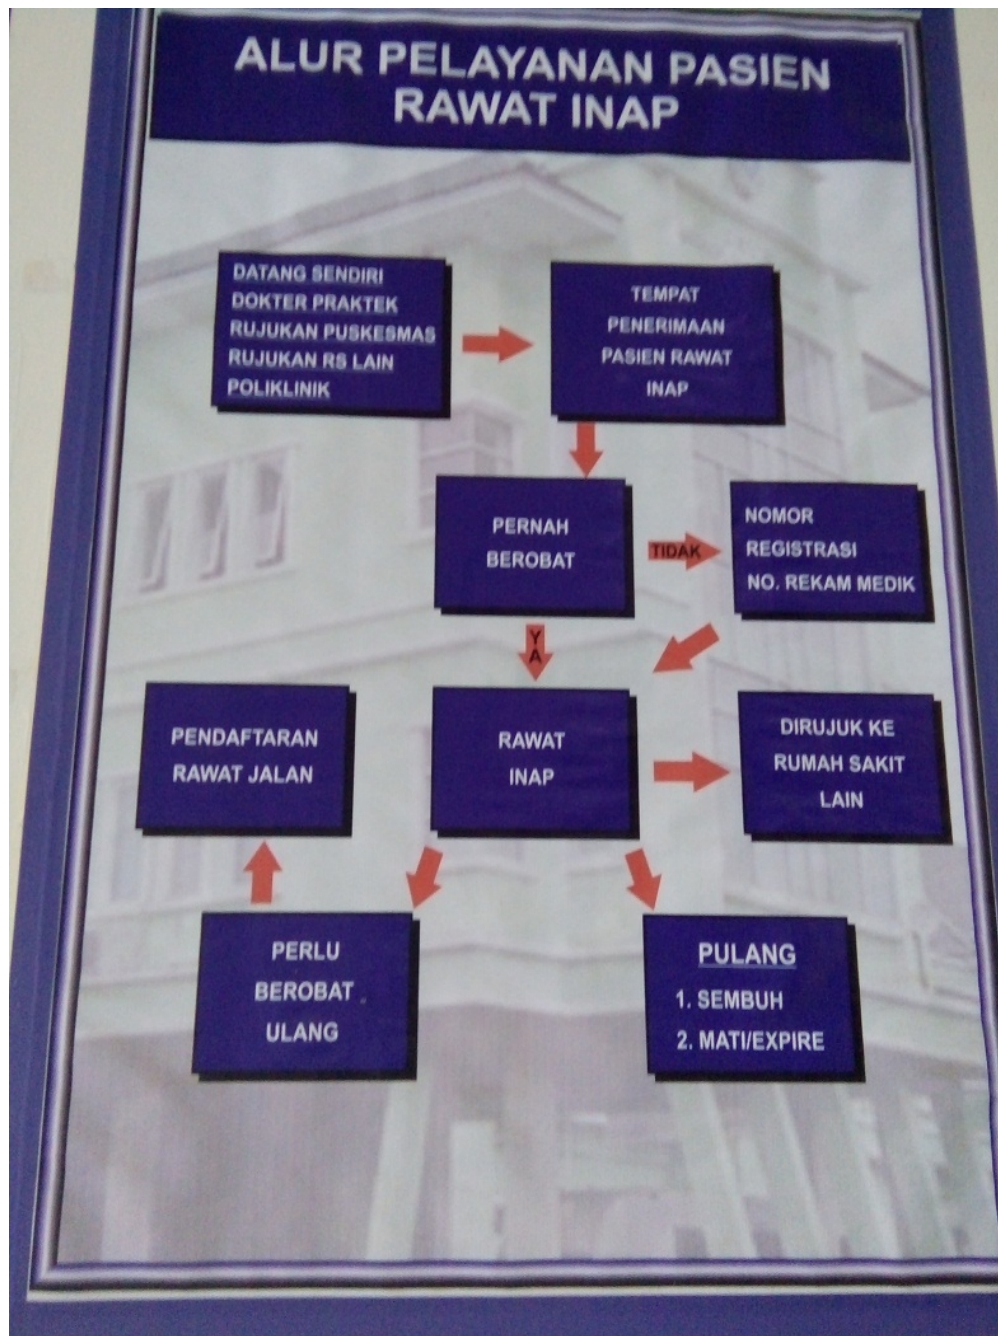 ALUR PELAYANAN PASIEN
RAWAT INAP
DATANG SENDIRI
DOKTER PRAKTEK
RUJUKAN PUSKESMAS
RUJUKAN RS LAIN
POLIKLINIK
TEMPAT
PENERIMAAN
PASIEN RAWAT
INAP
PERNAH
BEROBAT
TIDAK
NOMOR
REGISTRASI
NO. REKAM MEDIK
Y
A
PENDAFTARAN
RAWAT JALAN
RAWAT
INAP
DIRUJUK KE
RUMAH SAKIT
LAIN
PERLU
BEROBAT
ULANG
PULANG
1. SEMBUH
2. MATI/EXPIRE